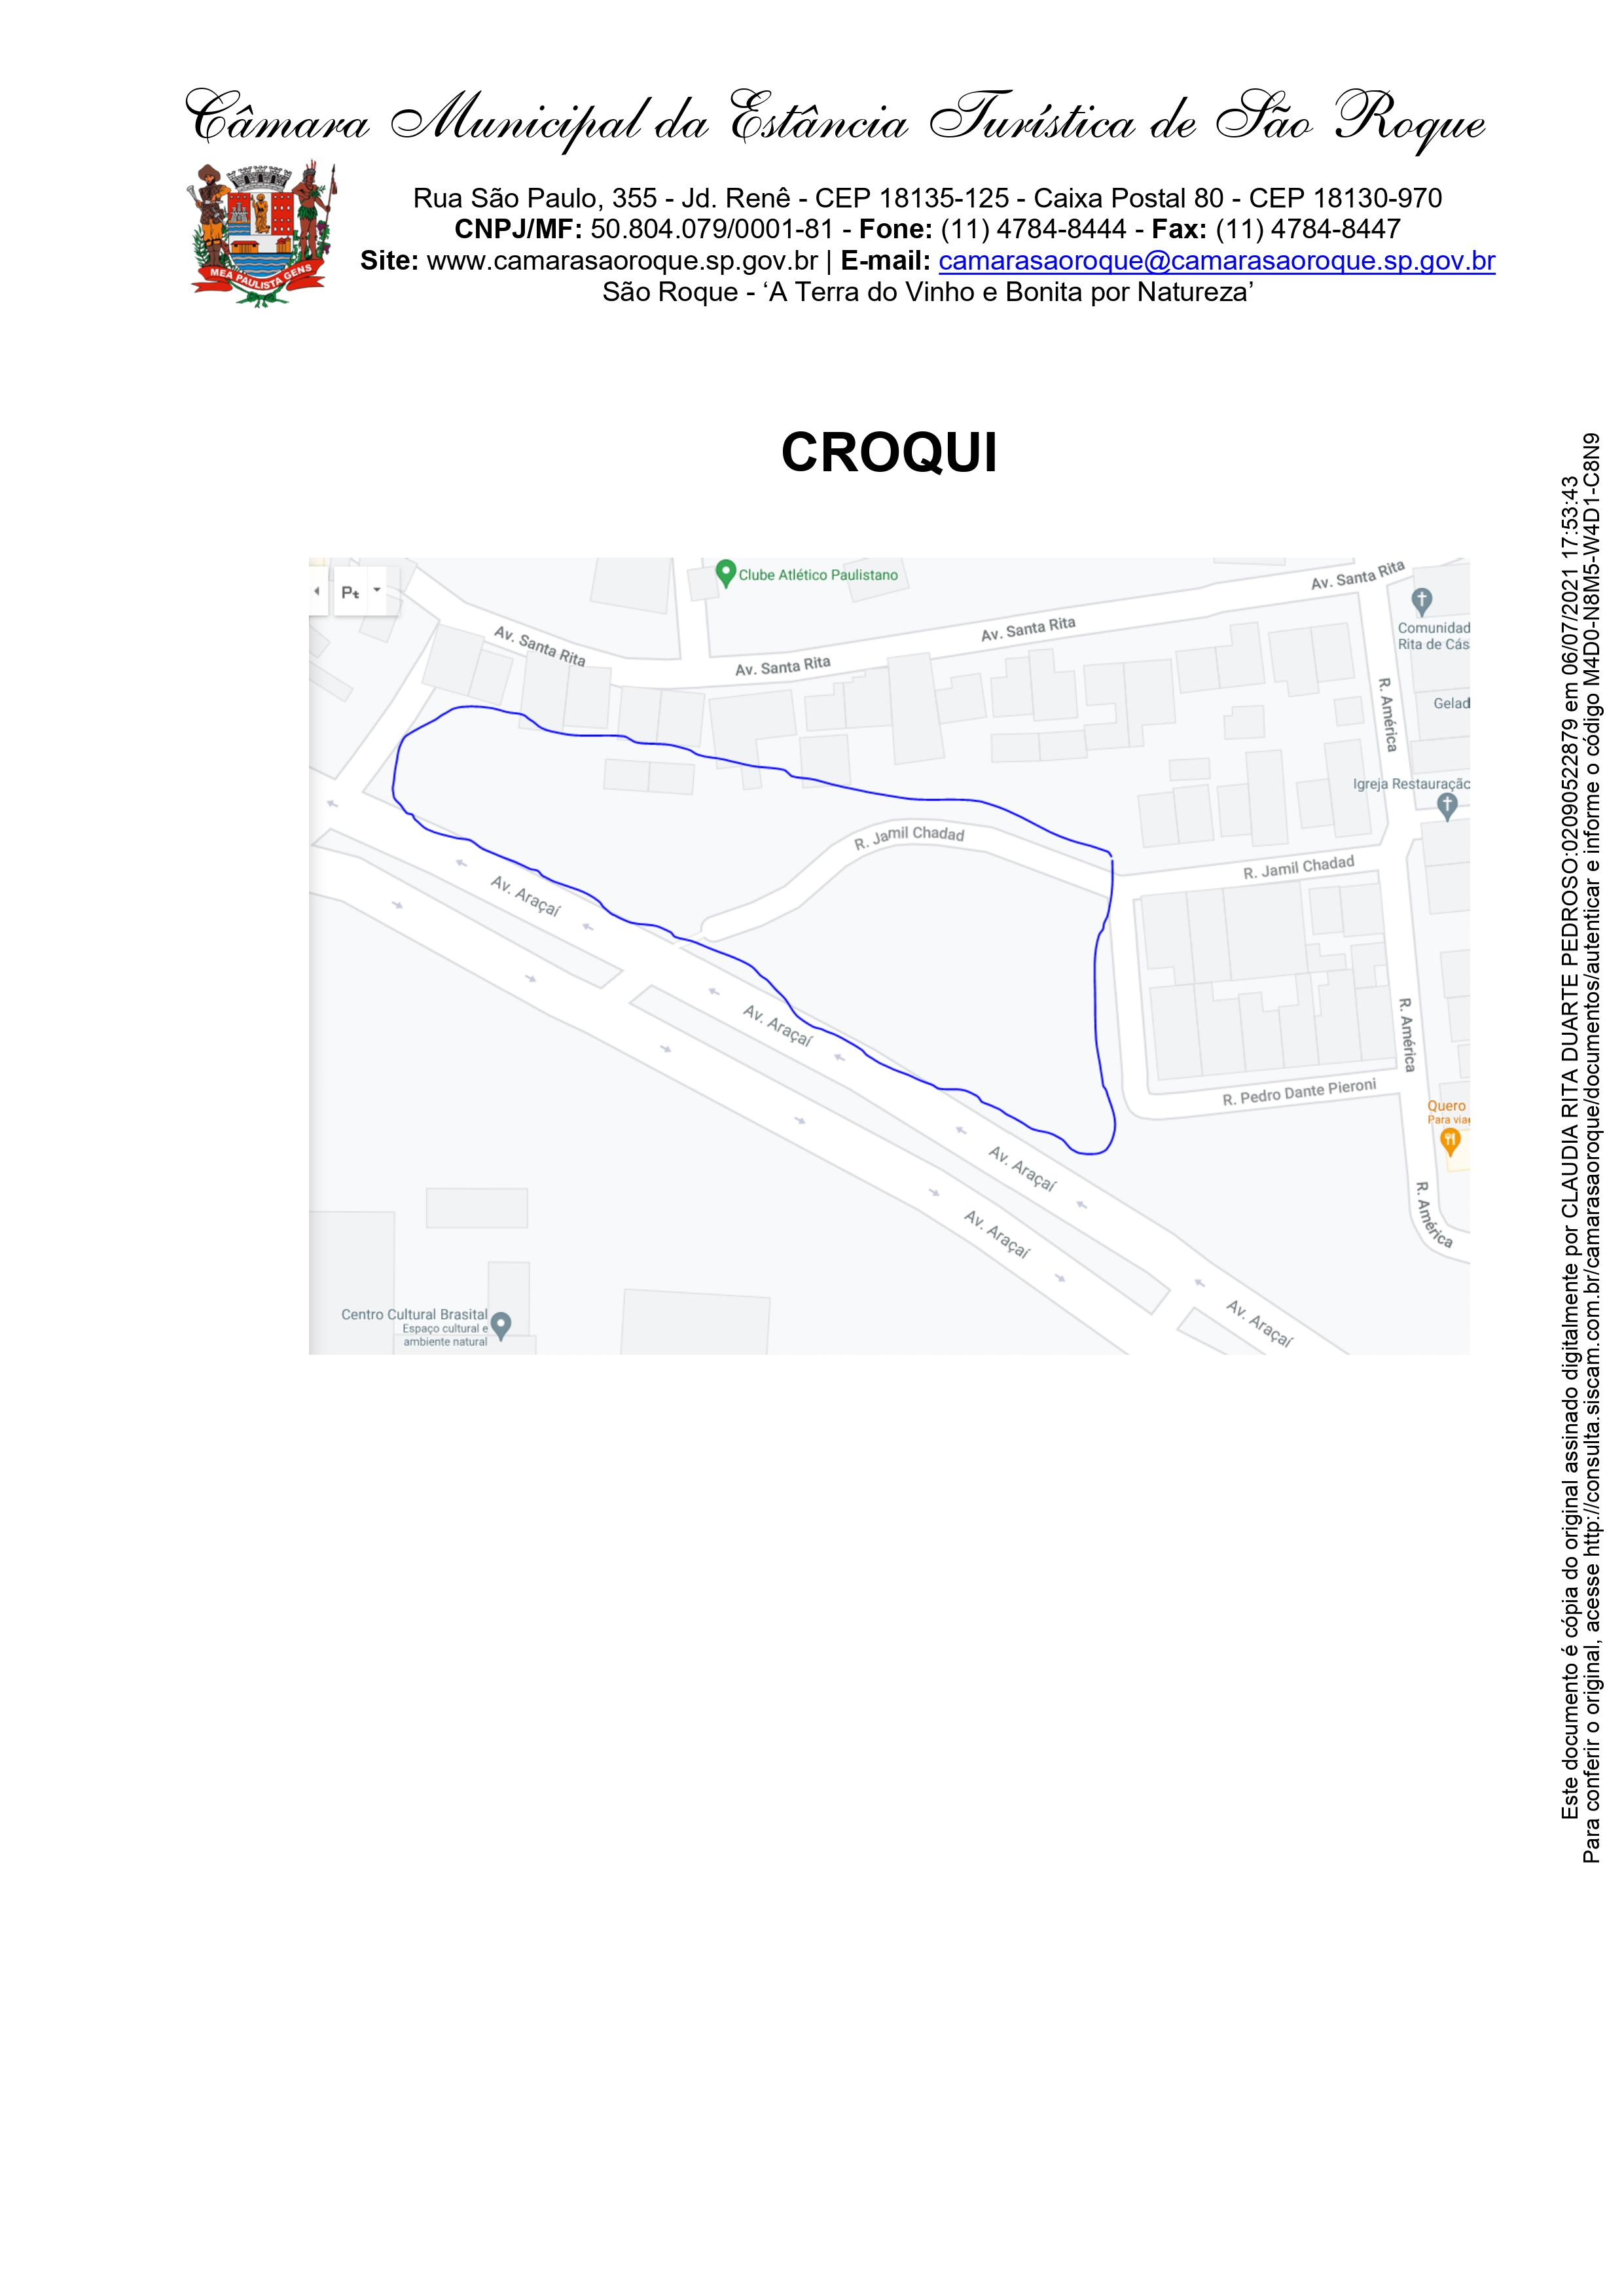 Câmara Municipal da Estância Turística de São Roque
MEA PAULISTA GENS
Rua São Paulo, 355 - Jd. Renê - CEP 18135-125 - Caixa Postal 80 - CEP 18130-970
CNPJ/MF: 50.804.079/0001-81 - Fone: (11) 4784-8444 - Fax: (11) 4784-8447
Site: www.camarasaoroque.sp.gov.br | E-mail: camarasaoroque@camarasaoroque.sp.gov.br
São Roque - ‘A Terra do Vinho e Bonita por Natureza’
CROQUI
Clube Atlético Paulistano
Av. Santa Rita
Av. Santa Rita
Av. Santa Rita
Av. Santa Rita
Comunidad
Rita de Cás
R. América
Gelad
Igreja Restauraçã
R. Jamil Chadad
R. Jamil Chadad
Av. Araçaí
Av. Araçaí
R. América
R. Pedro Dante Pieroni
Quero
Para via
Av. Araçaí
R. América
Av. Araçaí
Av. Araçaí
Centro Cultural Brasital
Espaço cultural e
ambiente natural
Este documento é cópia do original assinado digitalmente por CLAUDIA RITA DUARTE PEDROSO:02090522879 em 06/07/2021 17:53:43
Para conferir o original, acesse http://consulta.siscam.com.br/camarasaoroque/documentos/autenticar e informe o código M4D0-N8M5-W4D1-C8N9